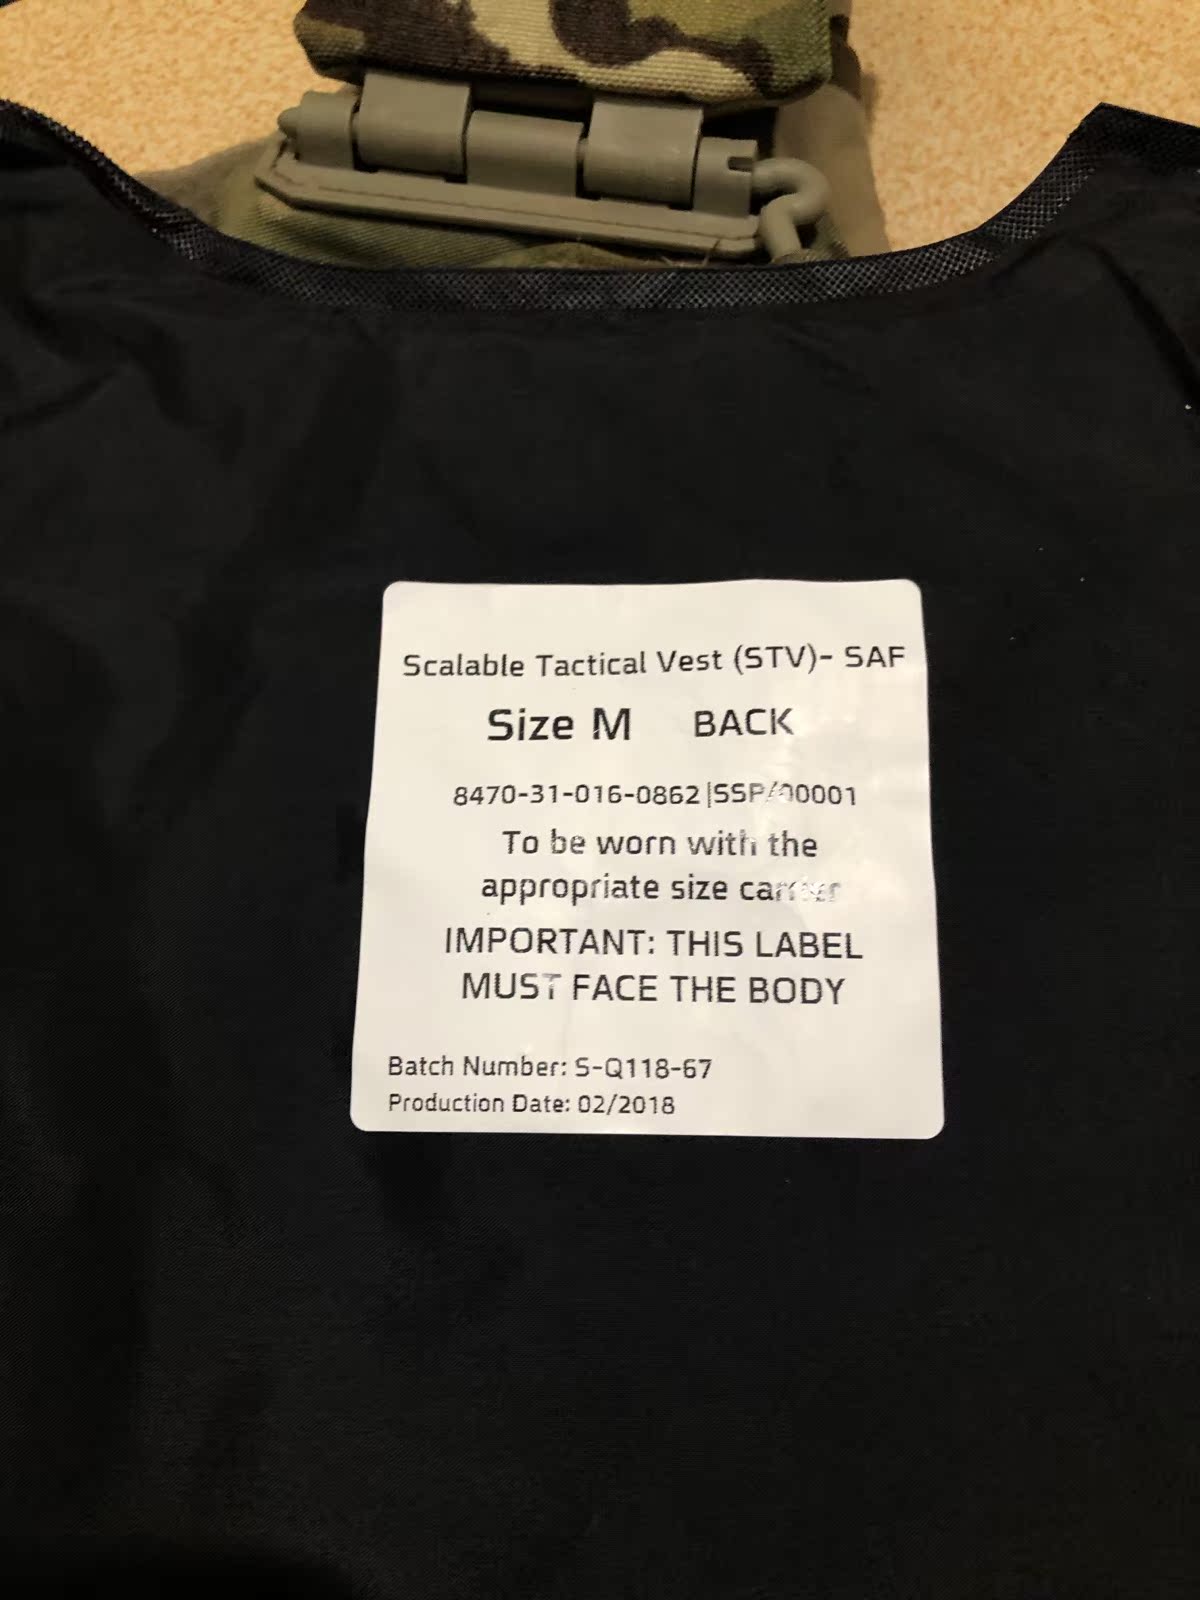 Scalable Tactical Vest (STV)- SAF
Size M BACK
8470-31-016-0862|SSP/00001
To be worn with the
appropriate size carrier
IMPORTANT: THIS LABEL
MUST FACE THE BODY
Batch Number: S-Q118-67
Production Date: 02/2018